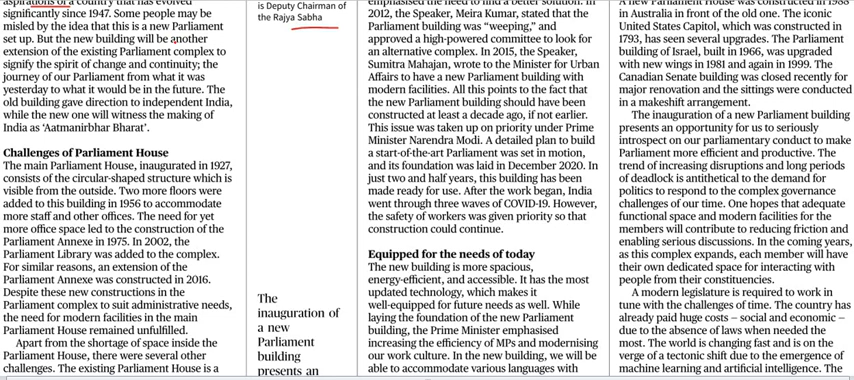 aspirations of a country that has evolved
significantly since 1947. Some people may be
misled by the idea that this is a new Parliament
set up. But the new building will be another
extension of the existing Parliament complex to
signify the spirit of change and continuity; the
journey of our Parliament from what it was
yesterday to what it would be in the future. The
old building gave direction to independent India,
while the new one will witness the making of
India as ‘Aatmanirbhar Bharat’.
Challenges of Parliament House
The main Parliament House, inaugurated in 1927,
consists of the circular-shaped structure which is
visible from the outside. Two more floors were
added to this building in 1956 to accommodate
more staff and other offices. The need for yet
more office space led to the construction of the
Parliament Annexe in 1975. In 2002, the
Parliament Library was added to the complex.
For similar reasons, an extension of the
Parliament Annexe was constructed in 2016.
Despite these new constructions in the
Parliament complex to suit administrative needs,
the need for modern facilities in the main
Parliament House remained unfulfilled.
Apart from the shortage of space inside the
Parliament House, there were several other
challenges. The existing Parliament House is a
is Deputy Chairman of
the Rajya Sabha
The
inauguration of
a new
Parliament
building
presents an
emphasised the need to find a better solution. In
2012, the Speaker, Meira Kumar, stated that the
Parliament building was “weeping,” and
approved a high-powered committee to look for
an alternative complex. In 2015, the Speaker,
Sumitra Mahajan, wrote to the Minister for Urban
Affairs to have a new Parliament building with
modern facilities. All this points to the fact that
the new Parliament building should have been
constructed at least a decade ago, if not earlier.
This issue was taken up on priority under Prime
Minister Narendra Modi. A detailed plan to build
a start-of-the-art Parliament was set in motion,
and its foundation was laid in December 2020. In
just two and half years, this building has been
made ready for use. After the work began, India
went through three waves of COVID-19. However,
the safety of workers was given priority so that
construction could continue.
Equipped for the needs of today
The new building is more spacious,
energy-efficient, and accessible. It has the most
updated technology, which makes it
well-equipped for future needs as well. While
laying the foundation of the new Parliament
building, the Prime Minister emphasised
increasing the efficiency of MPs and modernising
our work culture. In the new building, we will be
able to accommodate various languages with
A new Parliament House was constructed in 1988
in Australia in front of the old one. The iconic
United States Capitol, which was constructed in
1793, has seen several upgrades. The Parliament
building of Israel, built in 1966, was upgraded
with new wings in 1981 and again in 1999. The
Canadian Senate building was closed recently for
major renovation and the sittings were conducted
in a makeshift arrangement.
The inauguration of a new Parliament building
presents an opportunity for us to seriously
introspect on our parliamentary conduct to make
Parliament more efficient and productive. The
trend of increasing disruptions and long periods
of deadlock is antithetical to the demand for
politics to respond to the complex governance
challenges of our time. One hopes that adequate
functional space and modern facilities for the
members will contribute to reducing friction and
enabling serious discussions. In the coming years,
as this complex expands, each member will have
their own dedicated space for interacting with
people from their constituencies.
A modern legislature is required to work in
tune with the challenges of time. The country has
already paid huge costs — social and economic —
due to the absence of laws when needed the
most. The world is changing fast and is on the
verge of a tectonic shift due to the emergence of
machine learning and artificial intelligence. The